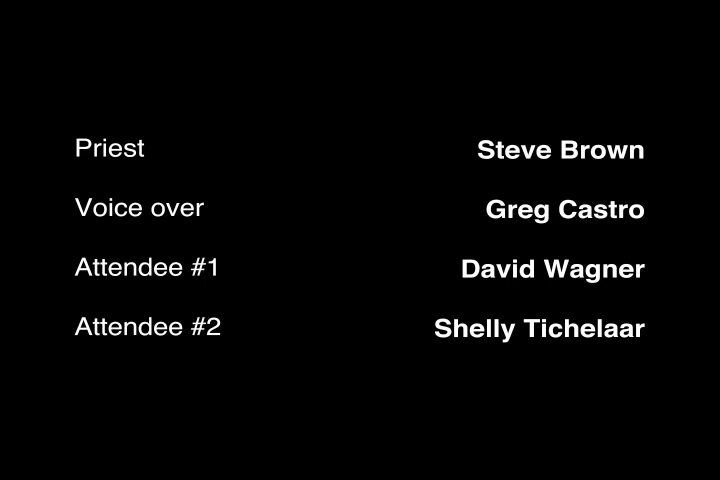 Priest Steve Brown
Voice over Greg Castro
Attendee #1 David Wagner
Attendee #2 Shelly Tichelaar